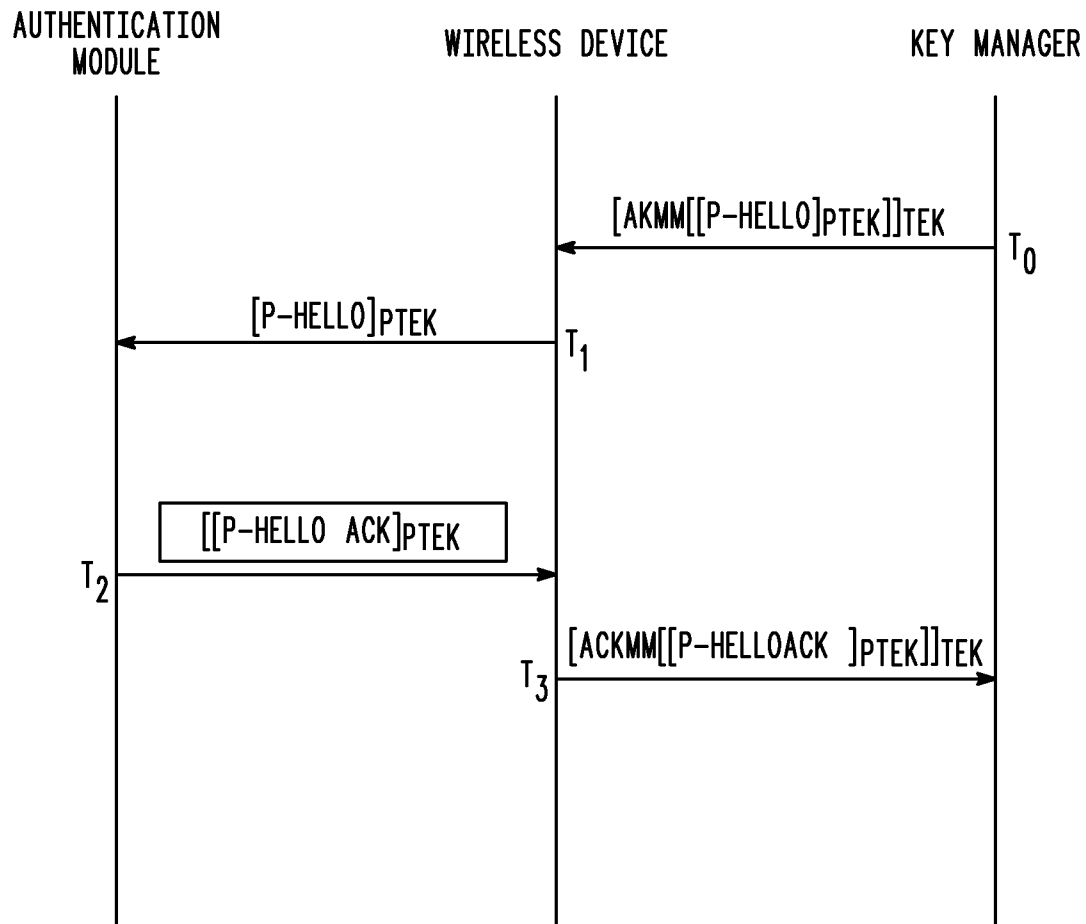 AUTHENTICATION
MODULE
WIRELESS DEVICE
KEY MANAGER
[AKMM[[P-HELLO]PTEK]]TEK
T0
[P-HELLO]PTEK
T1
[[P-HELLO ACK]PTEK
T2
[ACKMM[[P-HELLOACK ]PTEK]]TEK
T3